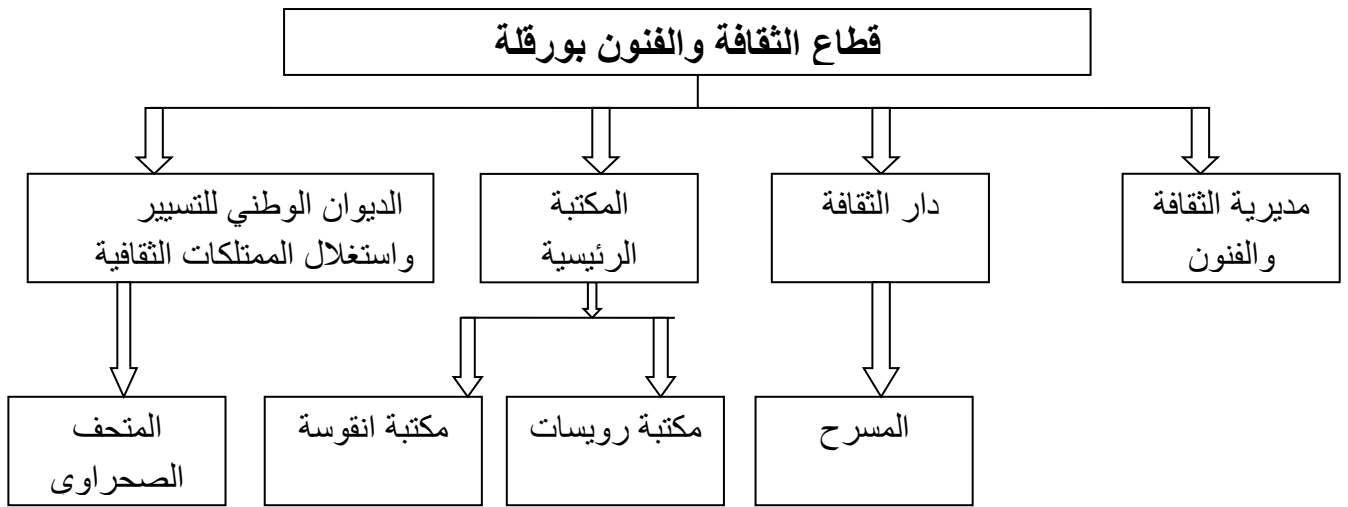 قطاع الثقافة والفنون بورقلة
مديرية الثقافة
والفنون
دار الثقافة
المكتبة
الرئيسية
الديوان الوطني للتسيير
واستغلال الممتلكات الثقافية
المسرح
مكتبة رويسات
مكتبة انقوسة
المتحف
الصحراوى